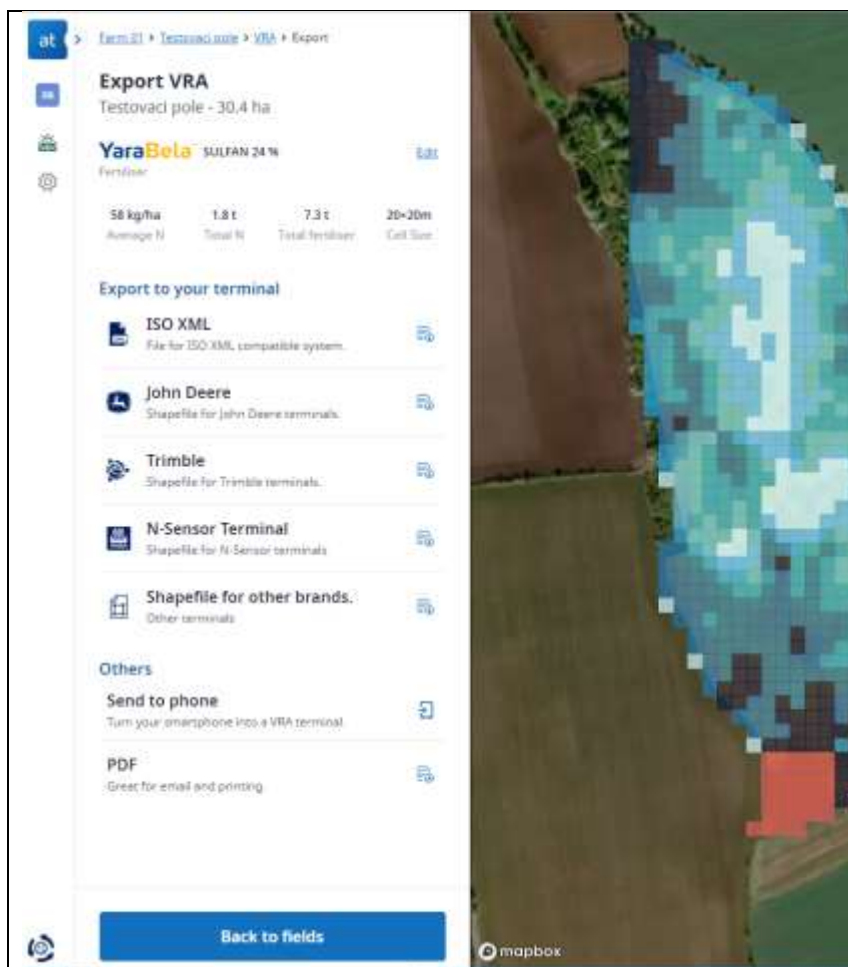 at
Farm 01 › Testovaci pole › VRA › Export
Export VRA
Testovaci pole - 30.4 ha
YaraBela SULFAN 24 % Edit
Fertiliser
58 kg/ha 1.8 t 7.3 t 20×20m
Average N Total N Total fertiliser Cell Size
Export to your terminal
ISO XML
File for ISO XML compatible system.
John Deere
Shapefile for John Deere terminals.
Trimble
Shapefile for Trimble terminals.
N-Sensor Terminal
Shapefile for N-Sensor terminals
Shapefile for other brands.
Other terminals
Others
Send to phone
Turn your smartphone into a VRA terminal
PDF
Great for email and printing
Back to fields
mapbox